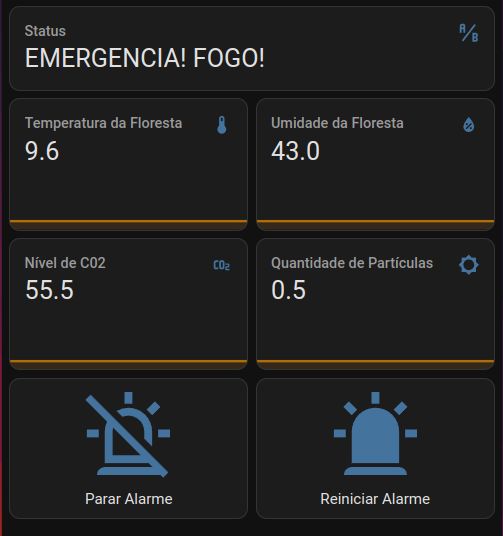 Status
A/B
EMERGENCIA! FOGO!
Temperatura da Floresta
9.6
Umidade da Floresta
%
43.0
Nível de C02
CO₂
55.5
Quantidade de Partículas
0.5
Parar Alarme
Reiniciar Alarme